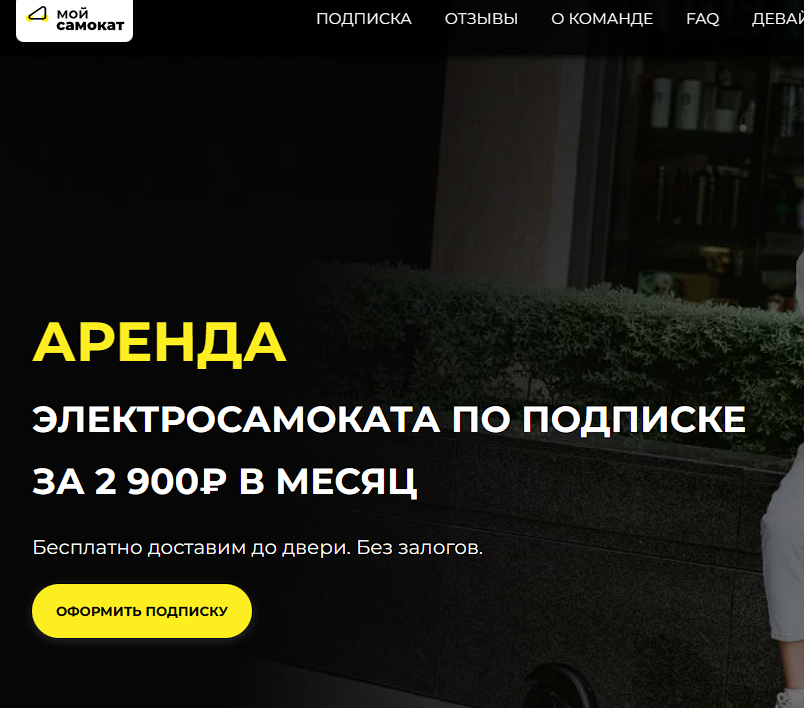 мой
самокат
ПОДПИСКА ОТЗЫВЫ О КОМАНДЕ FAQ
АРЕНДА
ЭЛЕКТРОСАМОКАТА ПО ПОДПИСКЕ
ЗА 2 900₽ В МЕСЯЦ
Бесплатно доставим до двери. Без залогов.
ОФОРМИТЬ ПОДПИСКУ